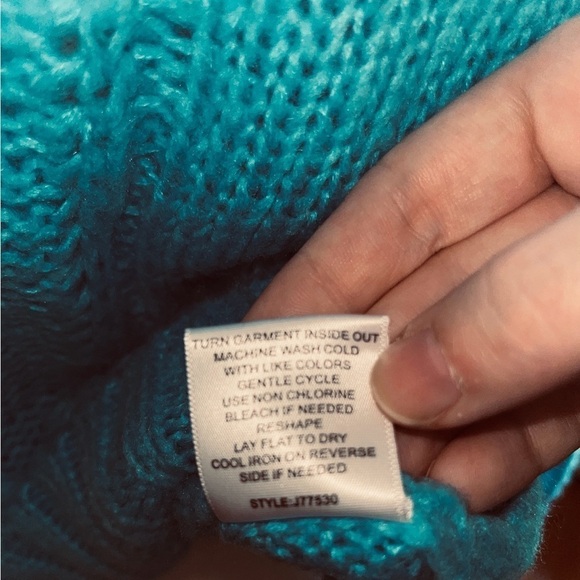 TURN GARMENT INSIDE OUT
MACHINE WASH COLD
WITH LIKE COLORS
GENTLE CYCLE
USE NON CHLORINE
BLEACH IF NEEDED
RESHAPE
LAY FLAT TO DRY
COOL IRON ON REVERSE
SIDE IF NEEDED
STYLE:J77530